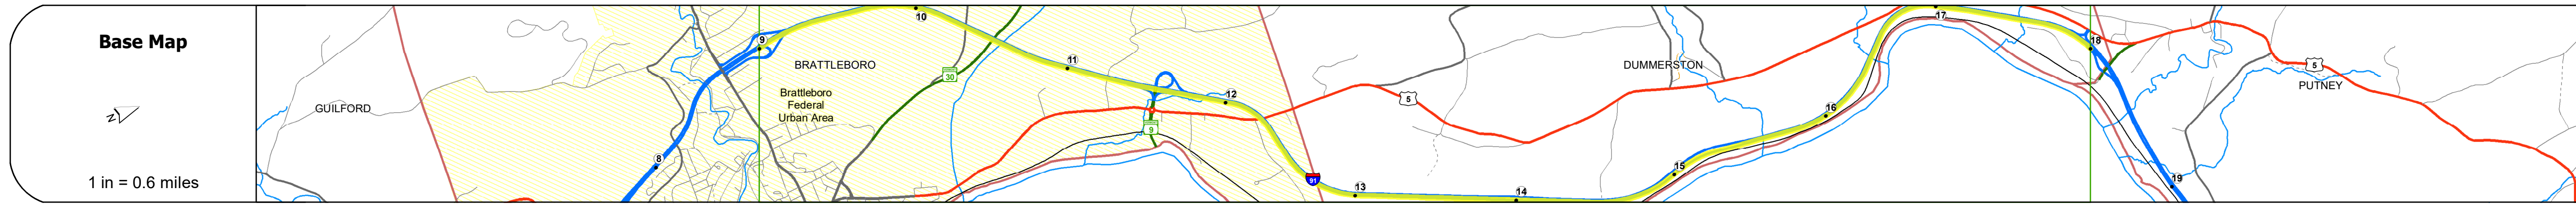 Base Map
N
1 in = 0.6 miles
GUILFORD
8
9
BRATTLEBORO
Brattleboro
Federal
Urban Area
10
30
11
9
12
91
13
5
14
DUMMERSTON
15
16
17
18
19
5
PUTNEY